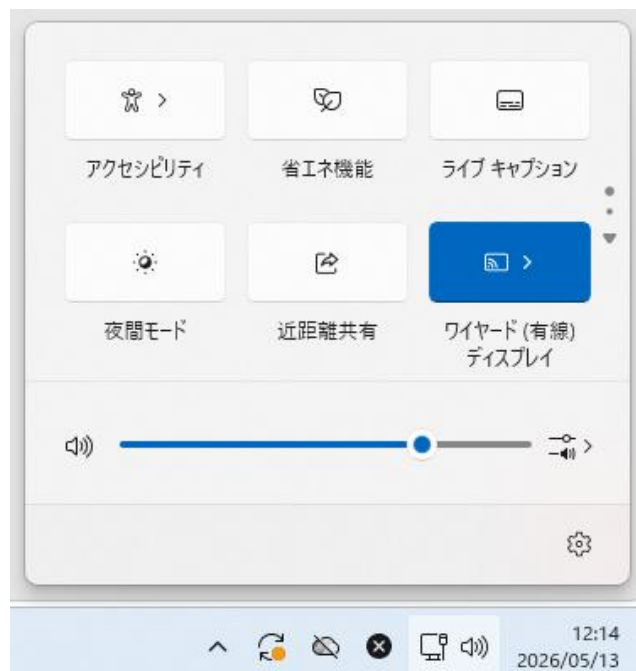 アクセシビリティ
省エネ機能
ライブ キャプション
夜間モード
近距離共有
ワイヤード (有線)
ディスプレイ
12:14
2026/05/13